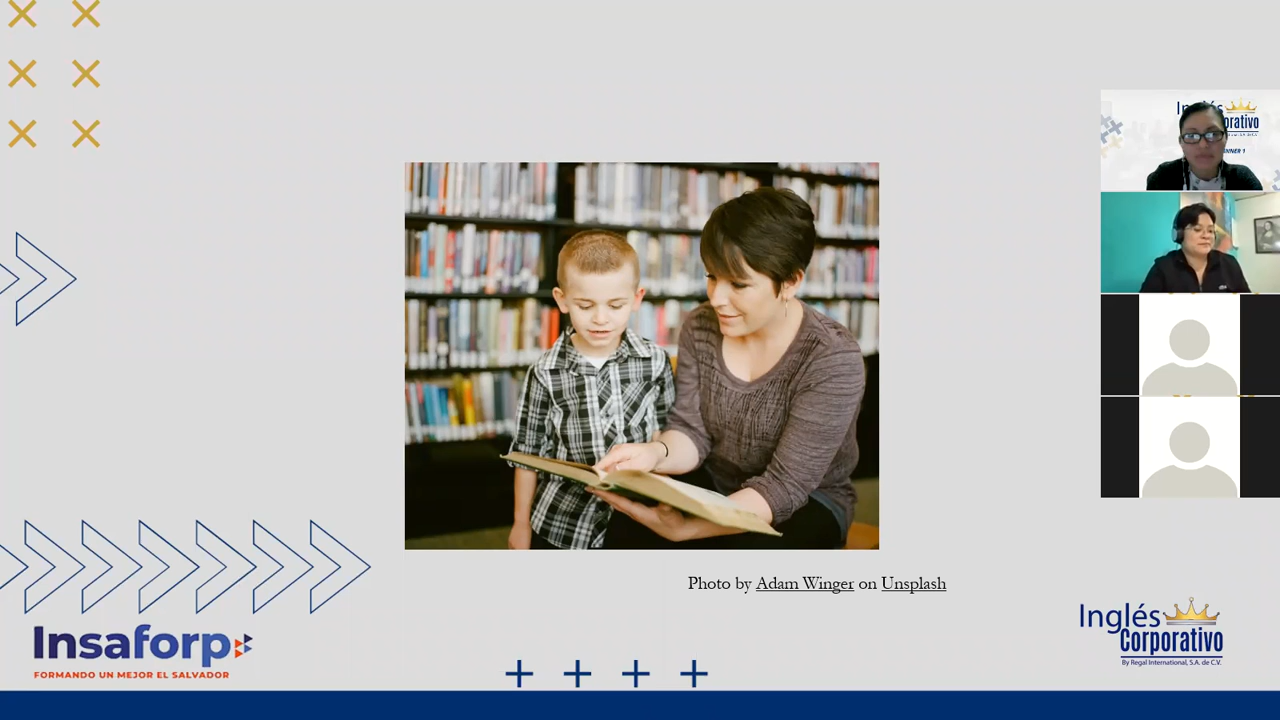 Photo by Adam Winger on Unsplash
Insaforp
FORMANDO UN MEJOR EL SALVADOR
Inglés
Corporativo
By Regal International, S.A. de C.V.